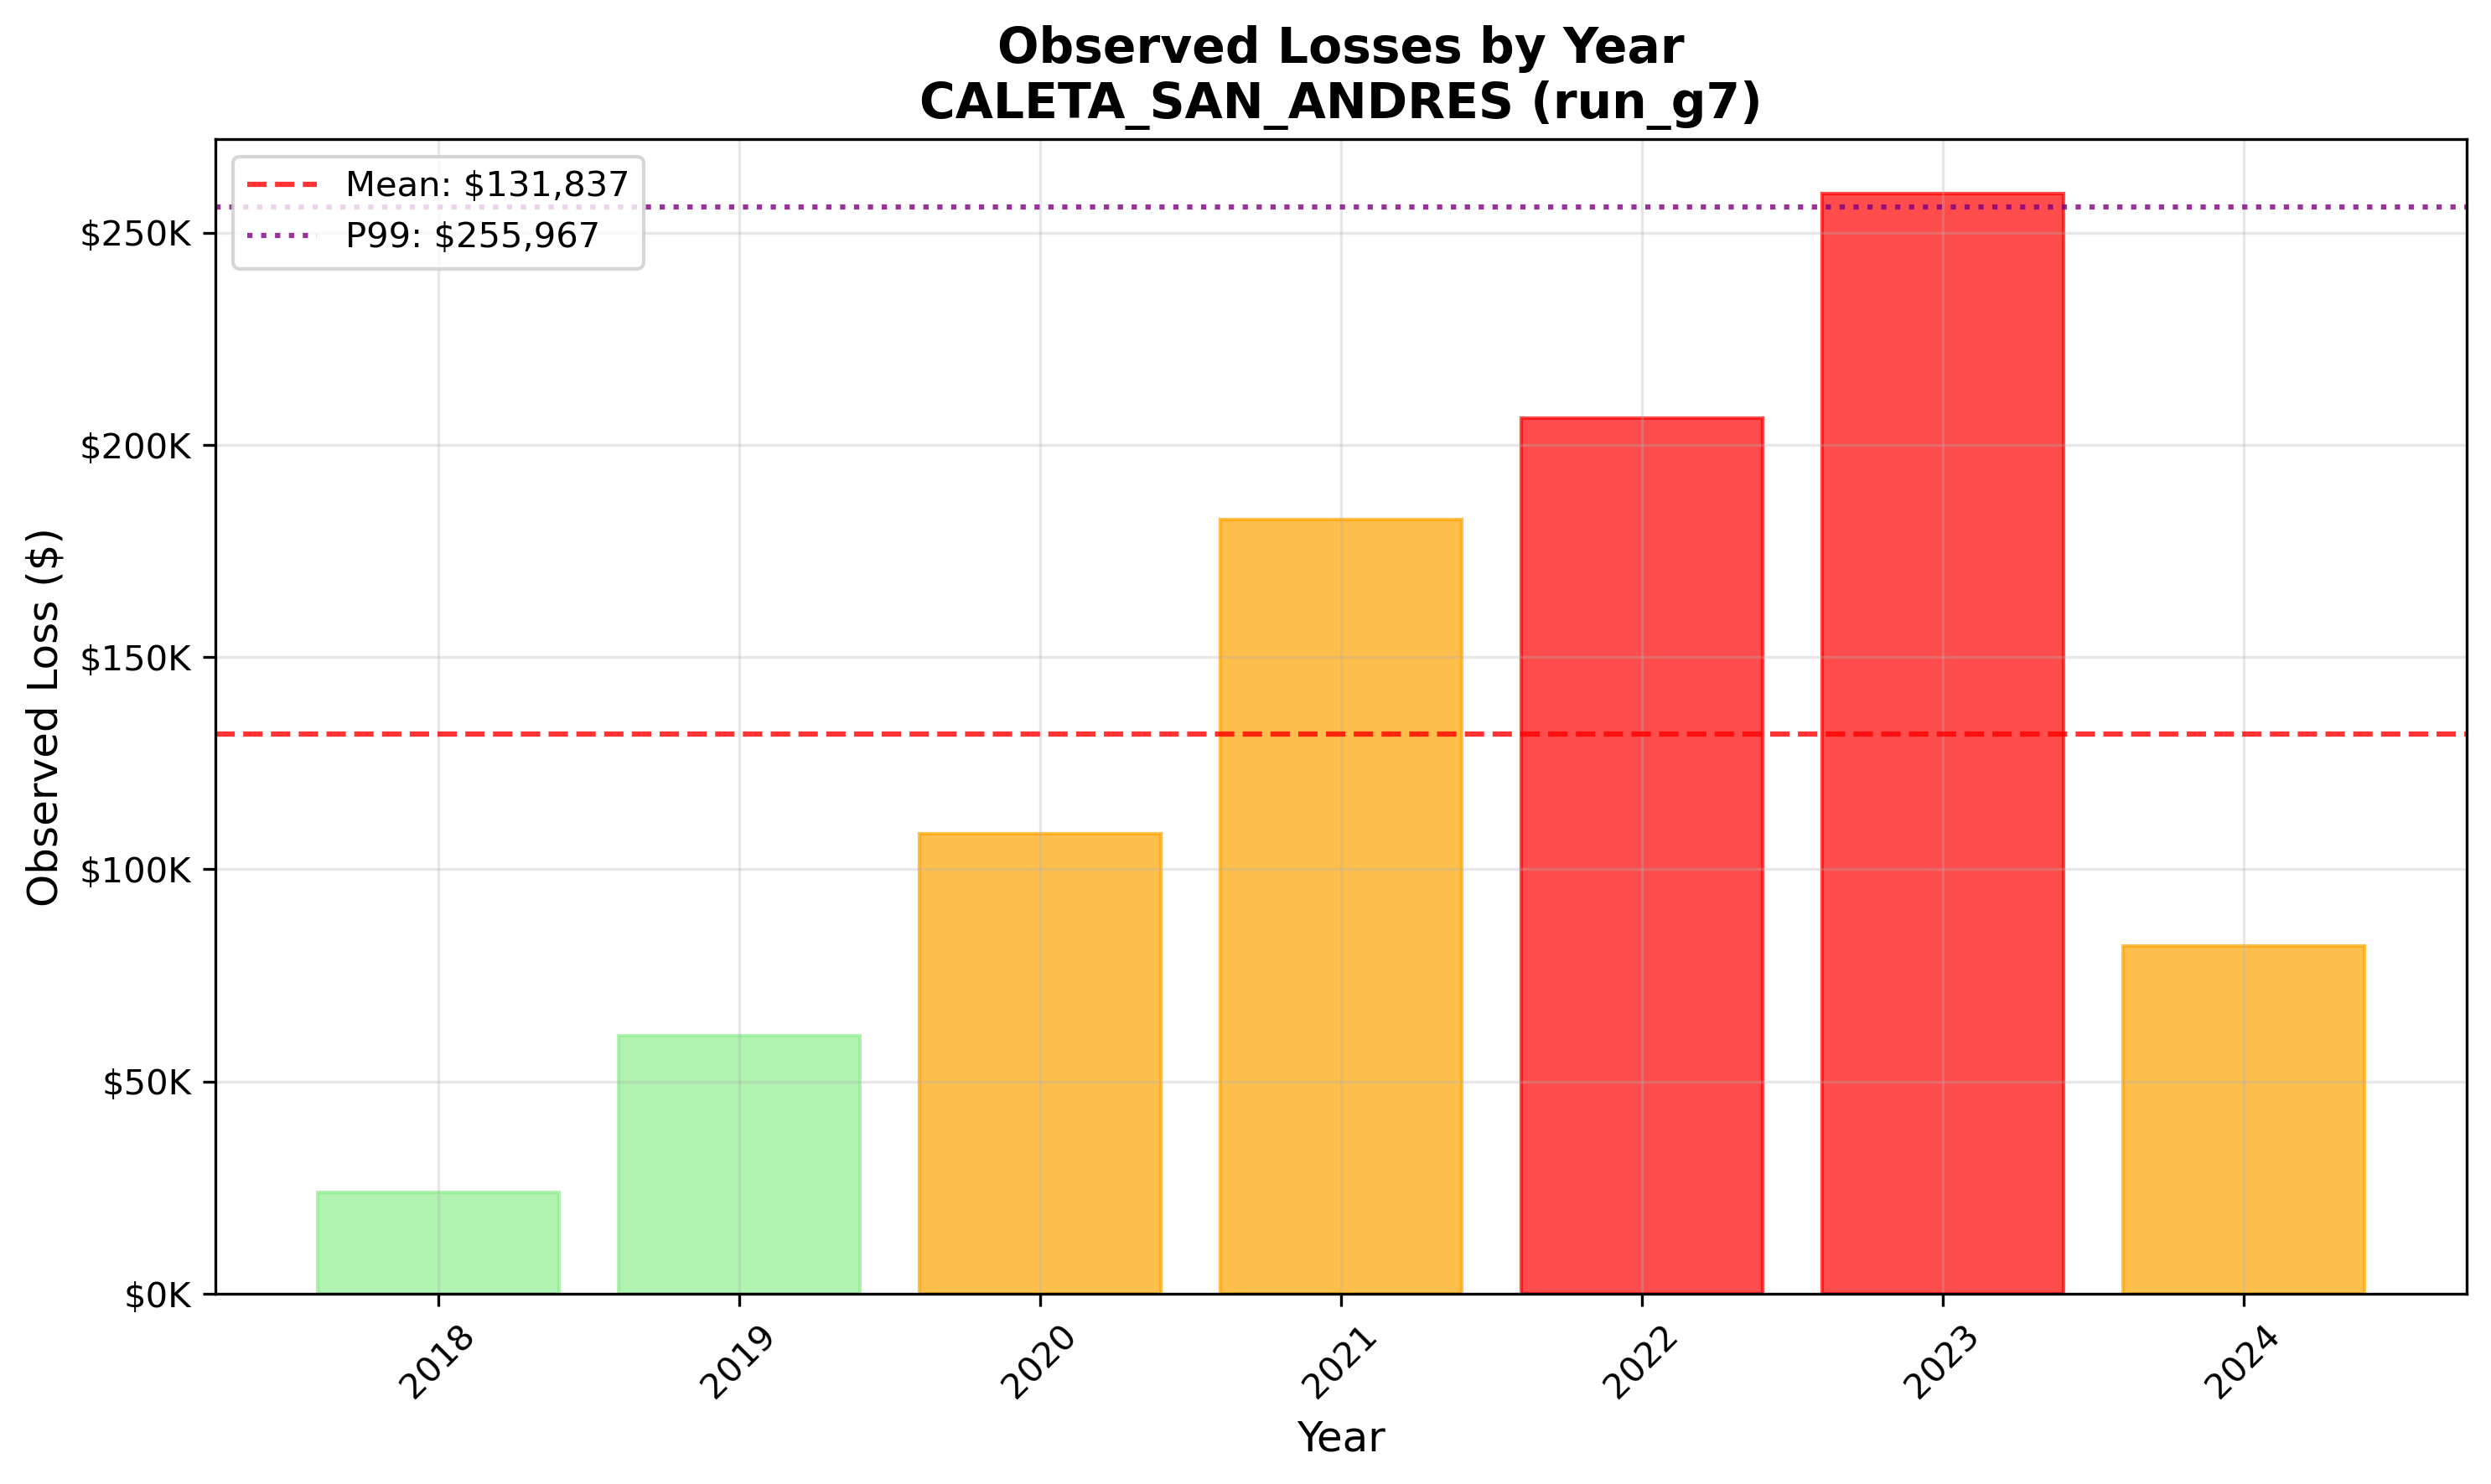 Observed Losses by Year
CALETA_SAN_ANDRES (run_g7)
Mean: $131,837
P99: $255,967
$250K
$200K
$150K
$100K
$50K
$0K
Observed Loss ($)
2018
2019
2020
2021
2022
2023
2024
Year